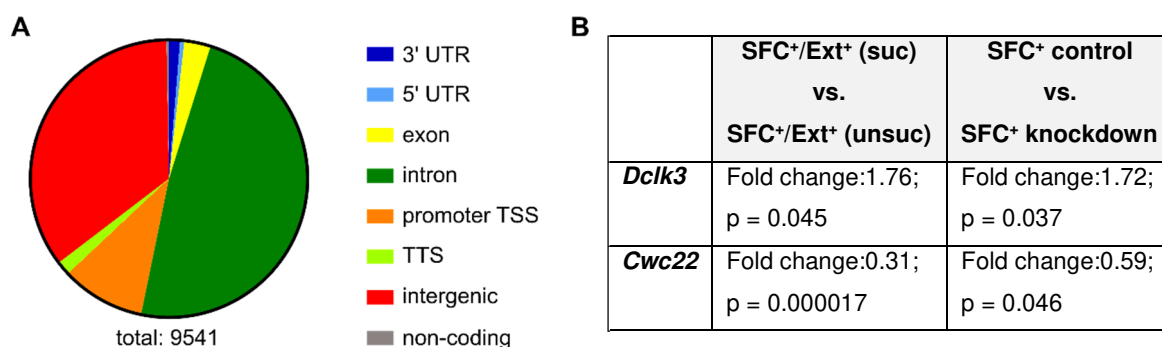 A
3' UTR
5' UTR
exon
intron
promoter TSS
TTS
intergenic
non-coding
total: 9541
B
SFC⁺/Ext⁺ (suc)
vs.
SFC⁺/Ext⁺ (unsuc)
SFC⁺ control
vs.
SFC⁺ knockdown
Dclk3
Fold change:1.76;
p = 0.045
Fold change:1.72;
p = 0.037
Cwc22
Fold change:0.31;
p = 0.000017
Fold change:0.59;
p = 0.046